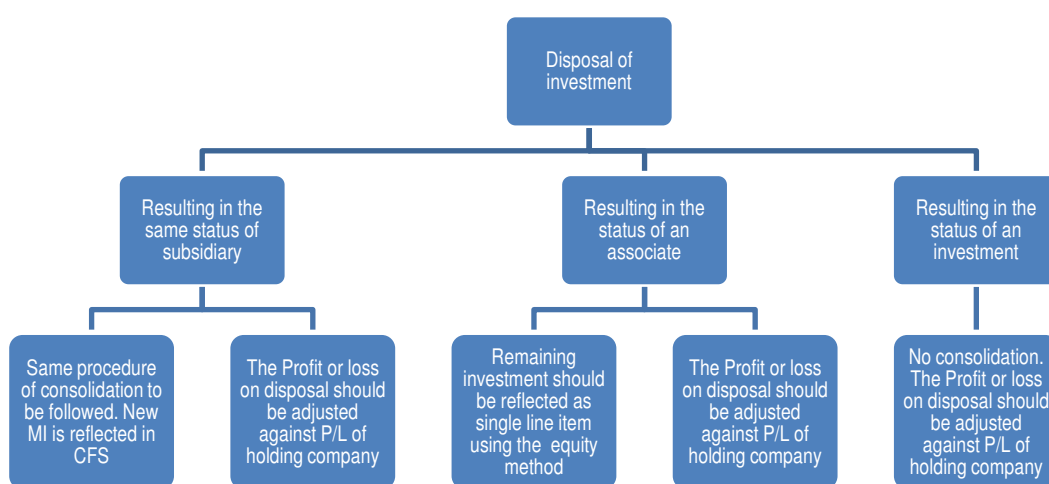 Disposal of
investment
Resulting in the
same status of
subsidiary
Resulting in the
status of an
associate
Resulting in the
status of an
investment
Same procedure
of consolidation to
be followed. New
MI is reflected in
CFS
The Profit or loss
on disposal should
be adjusted
against P/L of
holding company
Remaining
investment should
be reflected as
single line item
using the equity
method
The Profit or loss
on disposal should
be adjusted
against P/L of
holding company
No consolidation.
The Profit or loss
on disposal should
be adjusted
against P/L of
holding company